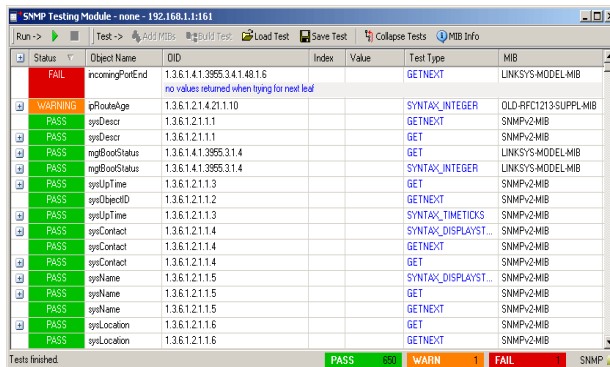 SNMP Testing Module - none - 192.168.1.1:161
Run -> Test -> Add MIBs Build Test Load Test Save Test Collapse Tests MIB Info
Status Object Name OID Index Value Test Type MIB
FAIL incomingPortEnd 1.3.6.1.4.1.3955.3.4.1.48.1.6 GETNEXT LINKSYS-MODEL-MIB
no values returned when trying for next leaf
WARNING ipRouteAge 1.3.6.1.2.1.4.21.1.10 SYNTAX_INTEGER OLD-RFC1213-SUPPL-MIB
PASS sysDescr 1.3.6.1.2.1.1.1 GETNEXT SNMPv2-MIB
PASS sysDescr 1.3.6.1.2.1.1.1 GET SNMPv2-MIB
PASS mgtBootStatus 1.3.6.1.4.1.3955.3.1.4 GET LINKSYS-MODEL-MIB
PASS mgtBootStatus 1.3.6.1.4.1.3955.3.1.4 SYNTAX_INTEGER LINKSYS-MODEL-MIB
PASS sysUpTime 1.3.6.1.2.1.1.3 GET SNMPv2-MIB
PASS sysObjectID 1.3.6.1.2.1.1.2 GETNEXT SNMPv2-MIB
PASS sysUpTime 1.3.6.1.2.1.1.3 SYNTAX_TIMETICKS SNMPv2-MIB
PASS sysContact 1.3.6.1.2.1.1.4 SYNTAX_DISPLAYST... SNMPv2-MIB
PASS sysContact 1.3.6.1.2.1.1.4 GETNEXT SNMPv2-MIB
PASS sysContact 1.3.6.1.2.1.1.4 GET SNMPv2-MIB
PASS sysName 1.3.6.1.2.1.1.5 SYNTAX_DISPLAYST... SNMPv2-MIB
PASS sysName 1.3.6.1.2.1.1.5 GET SNMPv2-MIB
PASS sysName 1.3.6.1.2.1.1.5 GETNEXT SNMPv2-MIB
PASS sysLocation 1.3.6.1.2.1.1.6 GET SNMPv2-MIB
PASS sysLocation 1.3.6.1.2.1.1.6 GETNEXT SNMPv2-MIB
Tests finished. PASS 650 WARN 1 FAIL 1 SNMP